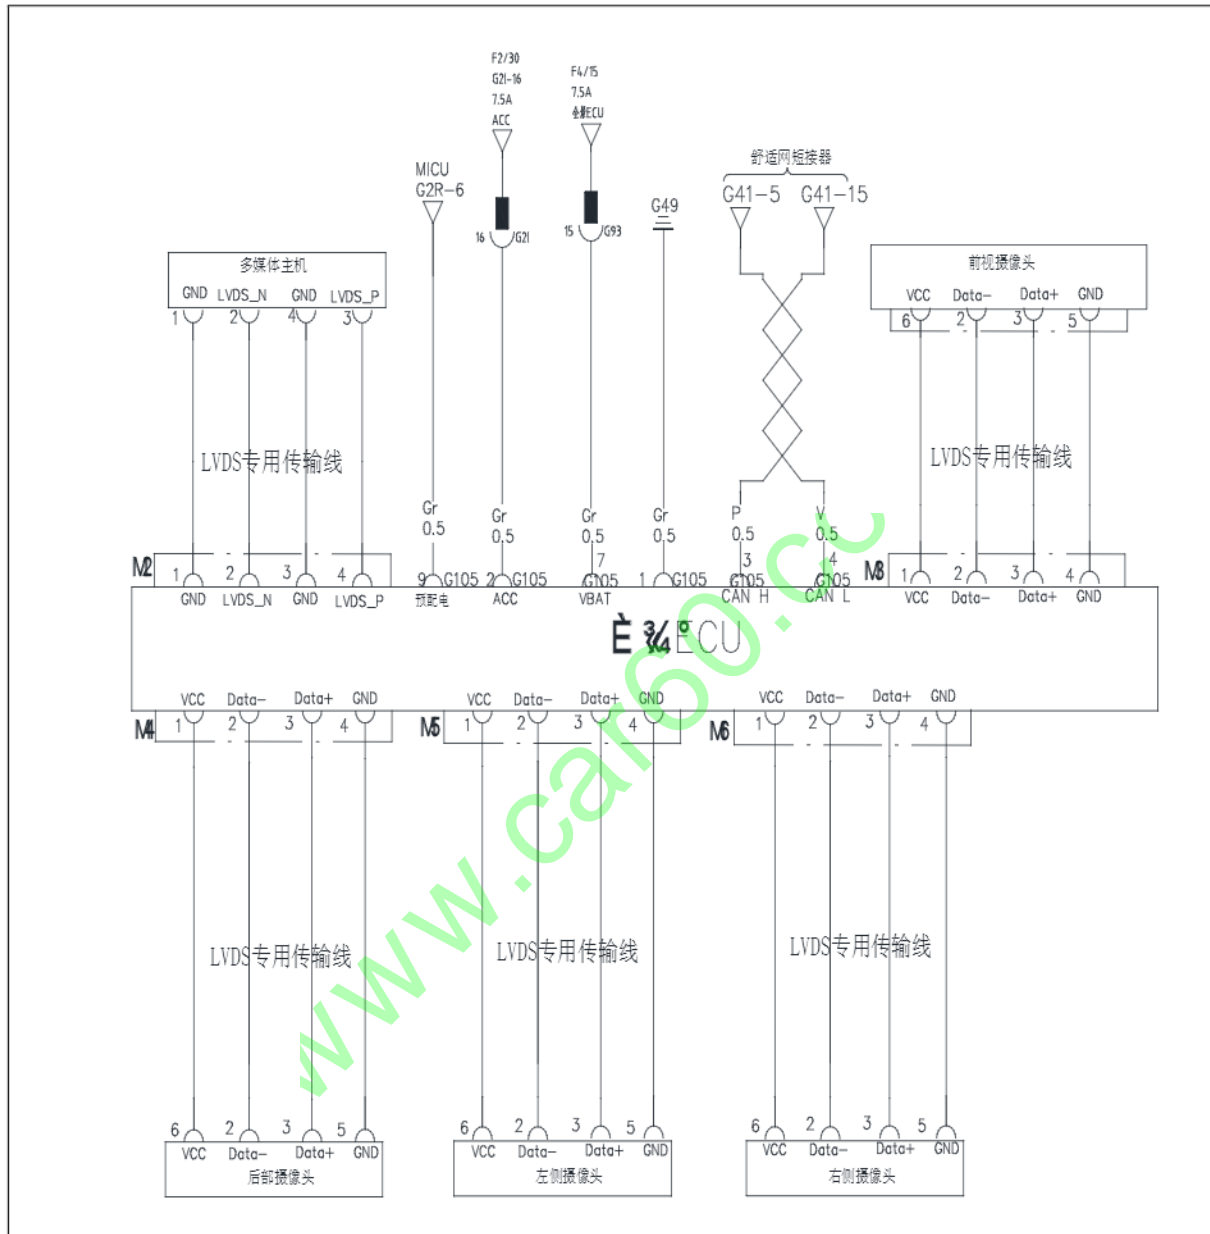 F2/30
G2I-16
7.5A
ACC
F4/15
7.5A
全景ECU
MICU
G2R-6
16 G2I
15 G93
G49
舒适网短接器
G41-5 G41-15
多媒体主机
GND LVDS_N GND LVDS_P
1 2 4 3
前视摄像头
VCC Data- Data+ GND
6 2 3 5
LVDS专用传输线
LVDS专用传输线
Gr
0.5
Gr
0.5
Gr
0.5
Gr
0.5
P
0.5
V
0.5
M2 1 2 3 4
GND LVDS_N GND LVDS_P
9 G105
预配电
2 G105
ACC
7
G105
VBAT
1 G105
3
G105
CAN H
4
G105
CAN L
M3 1 2 3 4
VCC Data- Data+ GND
È ¾°ECU
VCC Data- Data+ GND
M4 1 2 3 4
VCC Data- Data+ GND
M5 1 2 3 4
VCC Data- Data+ GND
M6 1 2 3 4
LVDS专用传输线
LVDS专用传输线
LVDS专用传输线
6 2 3 5
VCC Data- Data+ GND
后部摄像头
6 2 3 5
VCC Data- Data+ GND
左侧摄像头
6 2 3 5
VCC Data- Data+ GND
右侧摄像头
www.car60.cc